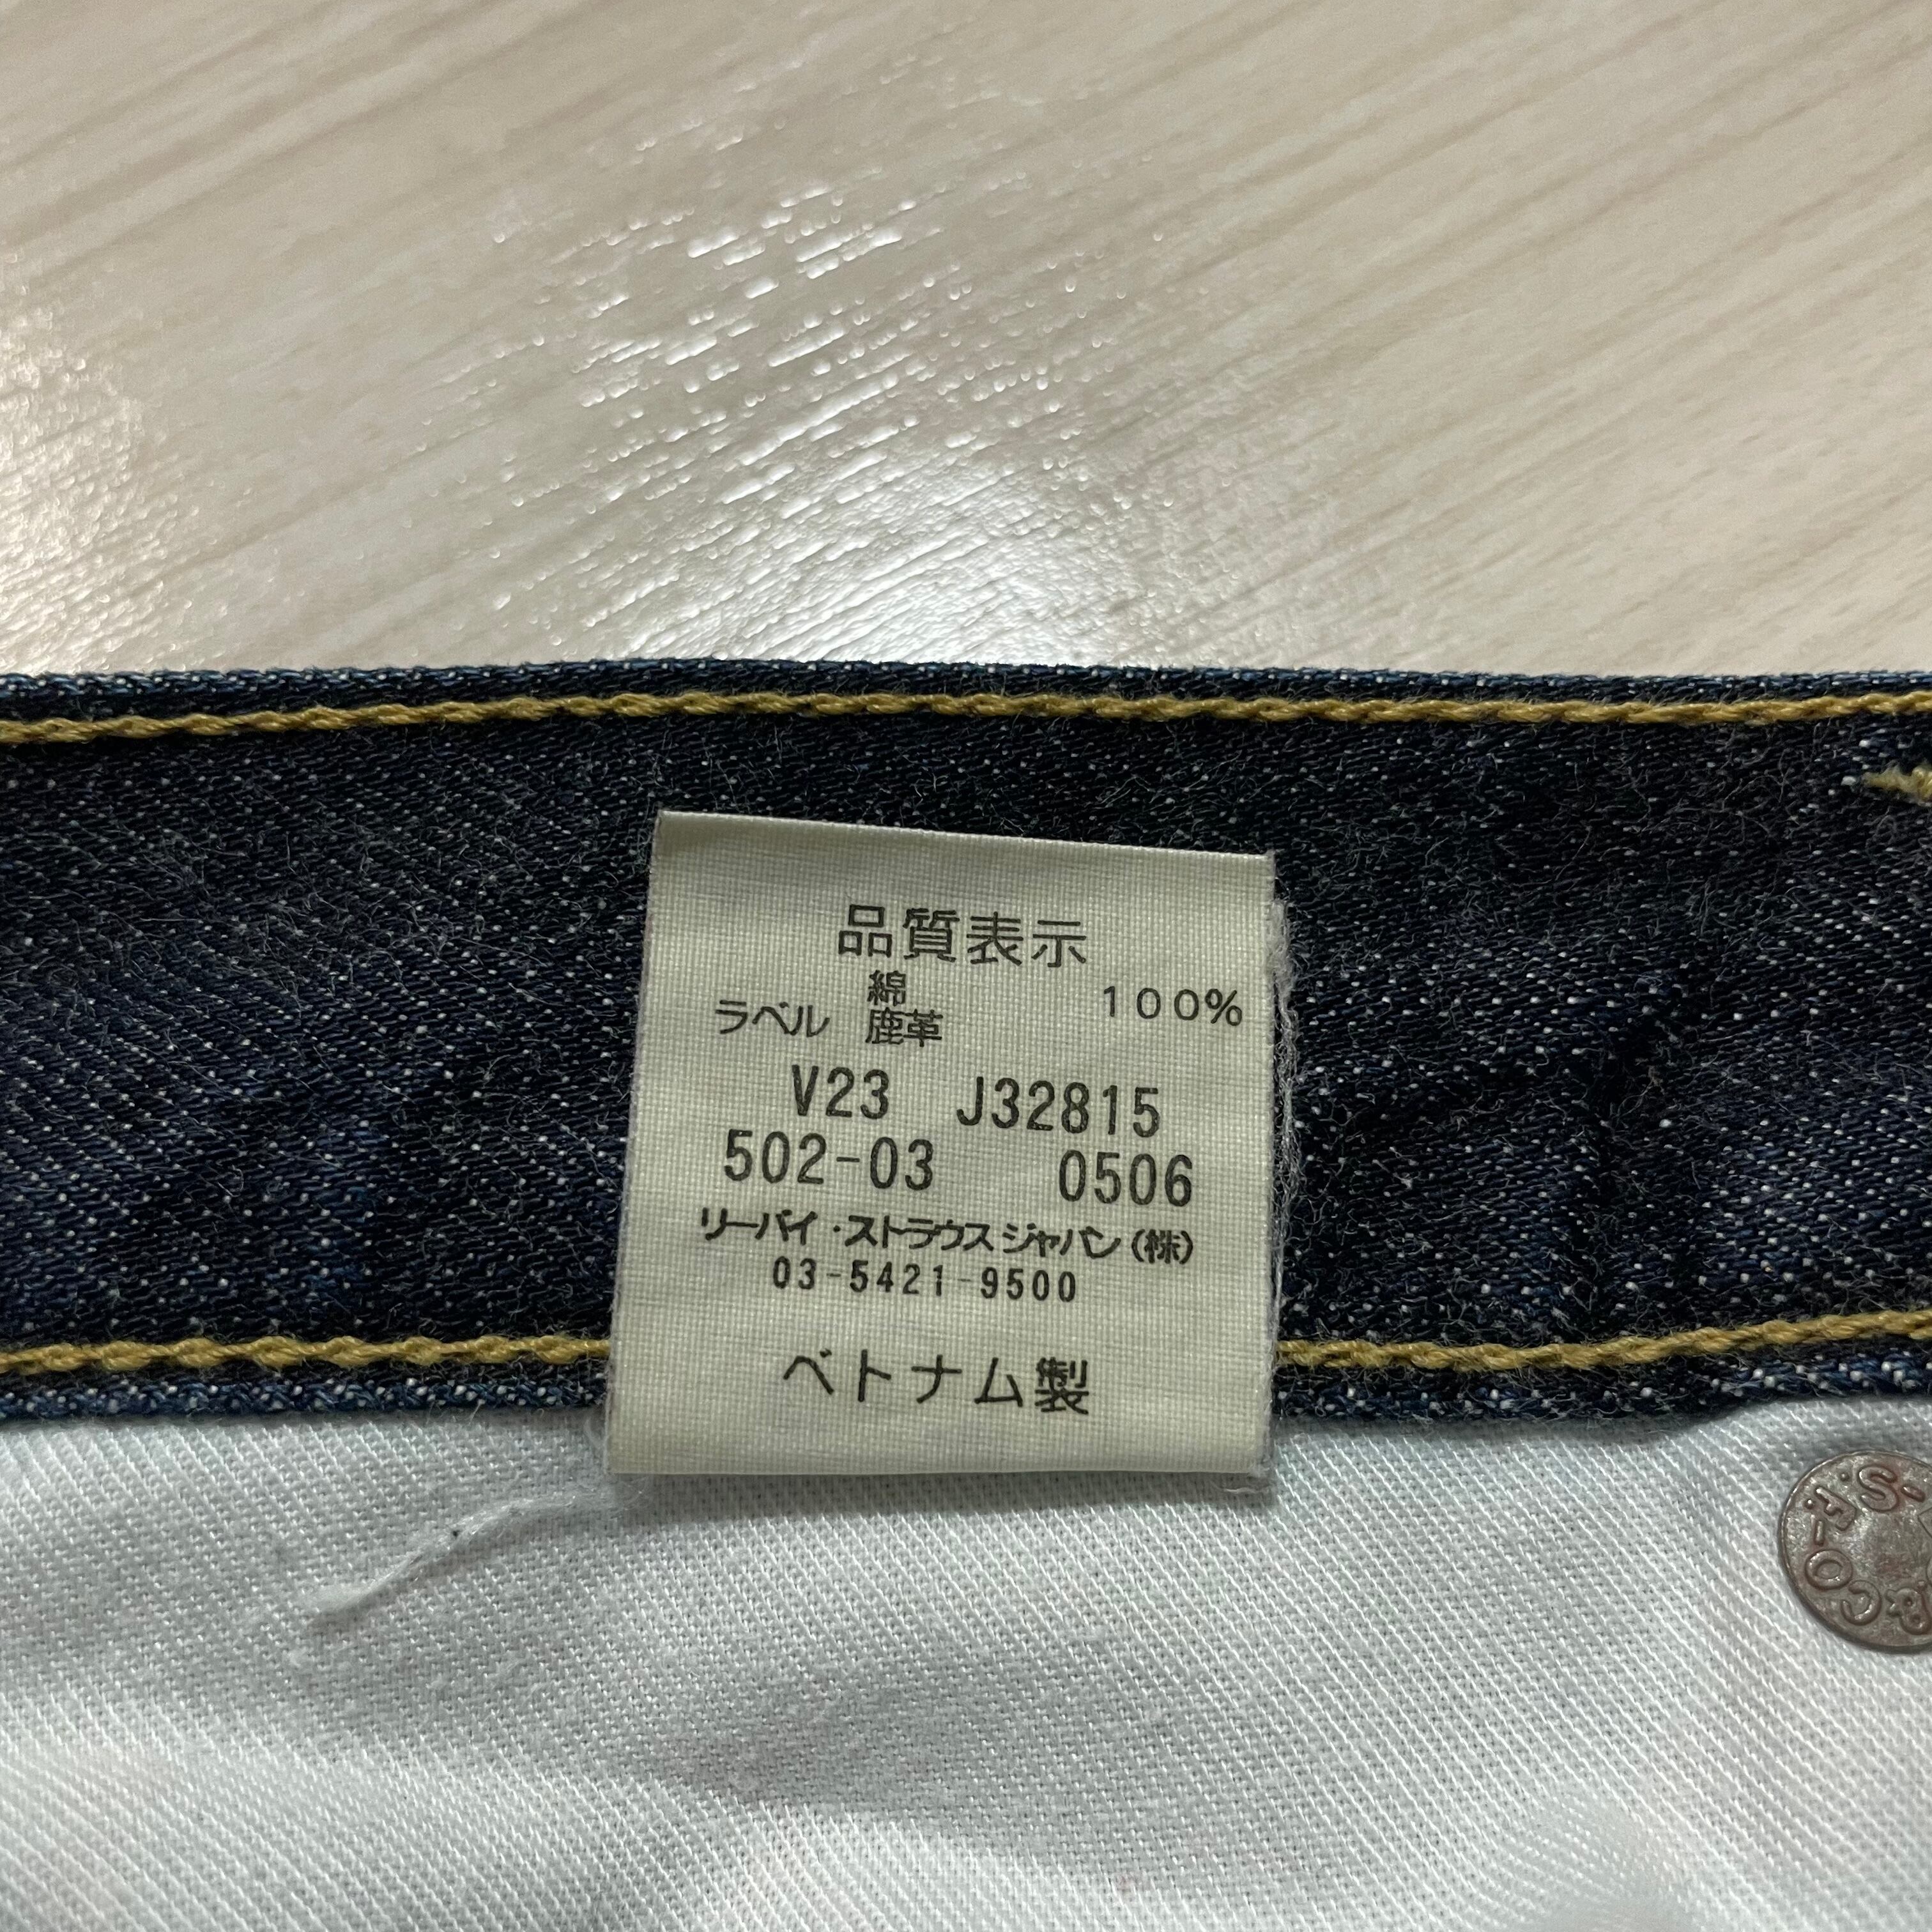 品質表示
綿 100%
ラベル 鹿革
V23 J32815
502-03 0506
リーバイ・ストラウス ジャパン(株)
03-5421-9500
ベトナム製